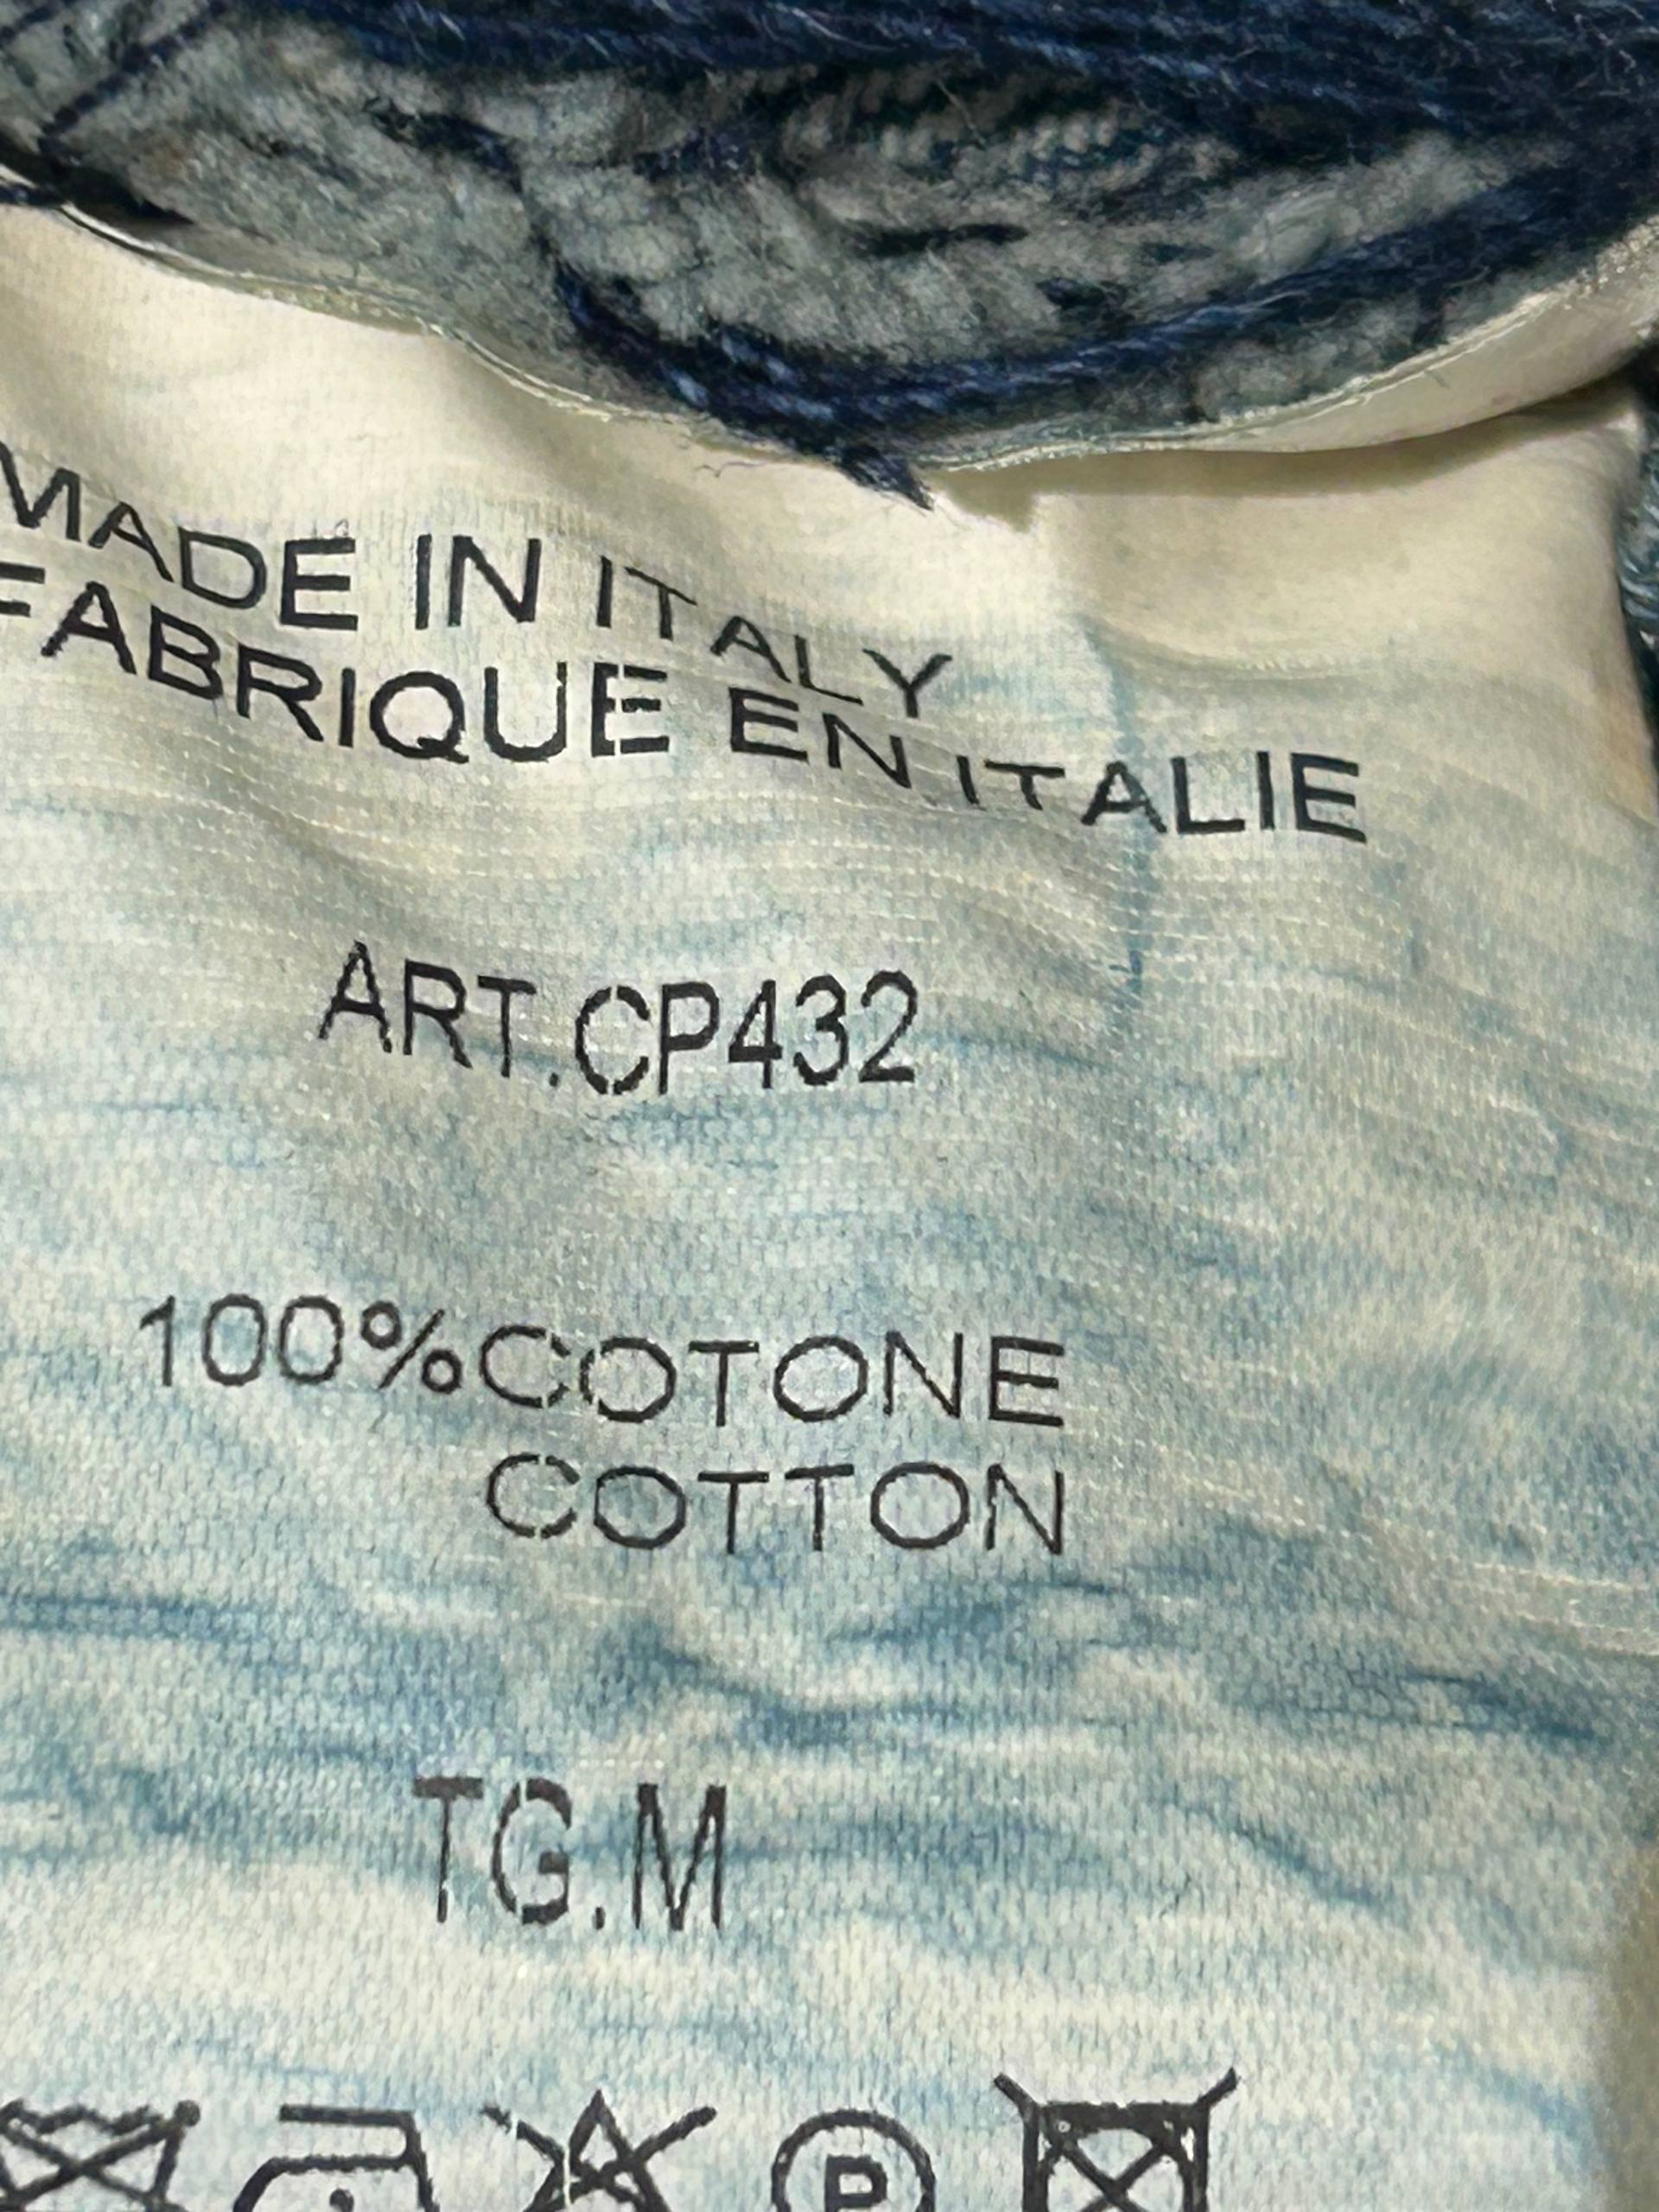 MADE IN ITALY
FABRIQUE EN ITALIE
ART.CP432
100%COTONE
COTTON
TG.M
P